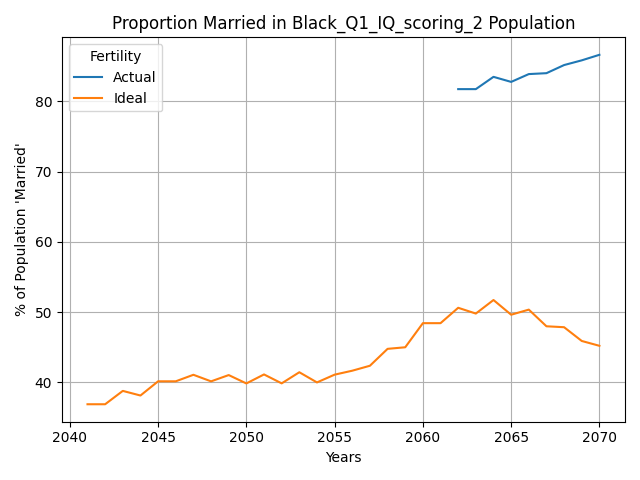 Proportion Married in Black_Q1_IQ_scoring_2 Population
Fertility
Actual
Ideal
% of Population 'Married'
80
70
60
50
40
2040
2045
2050
2055
2060
2065
2070
Years